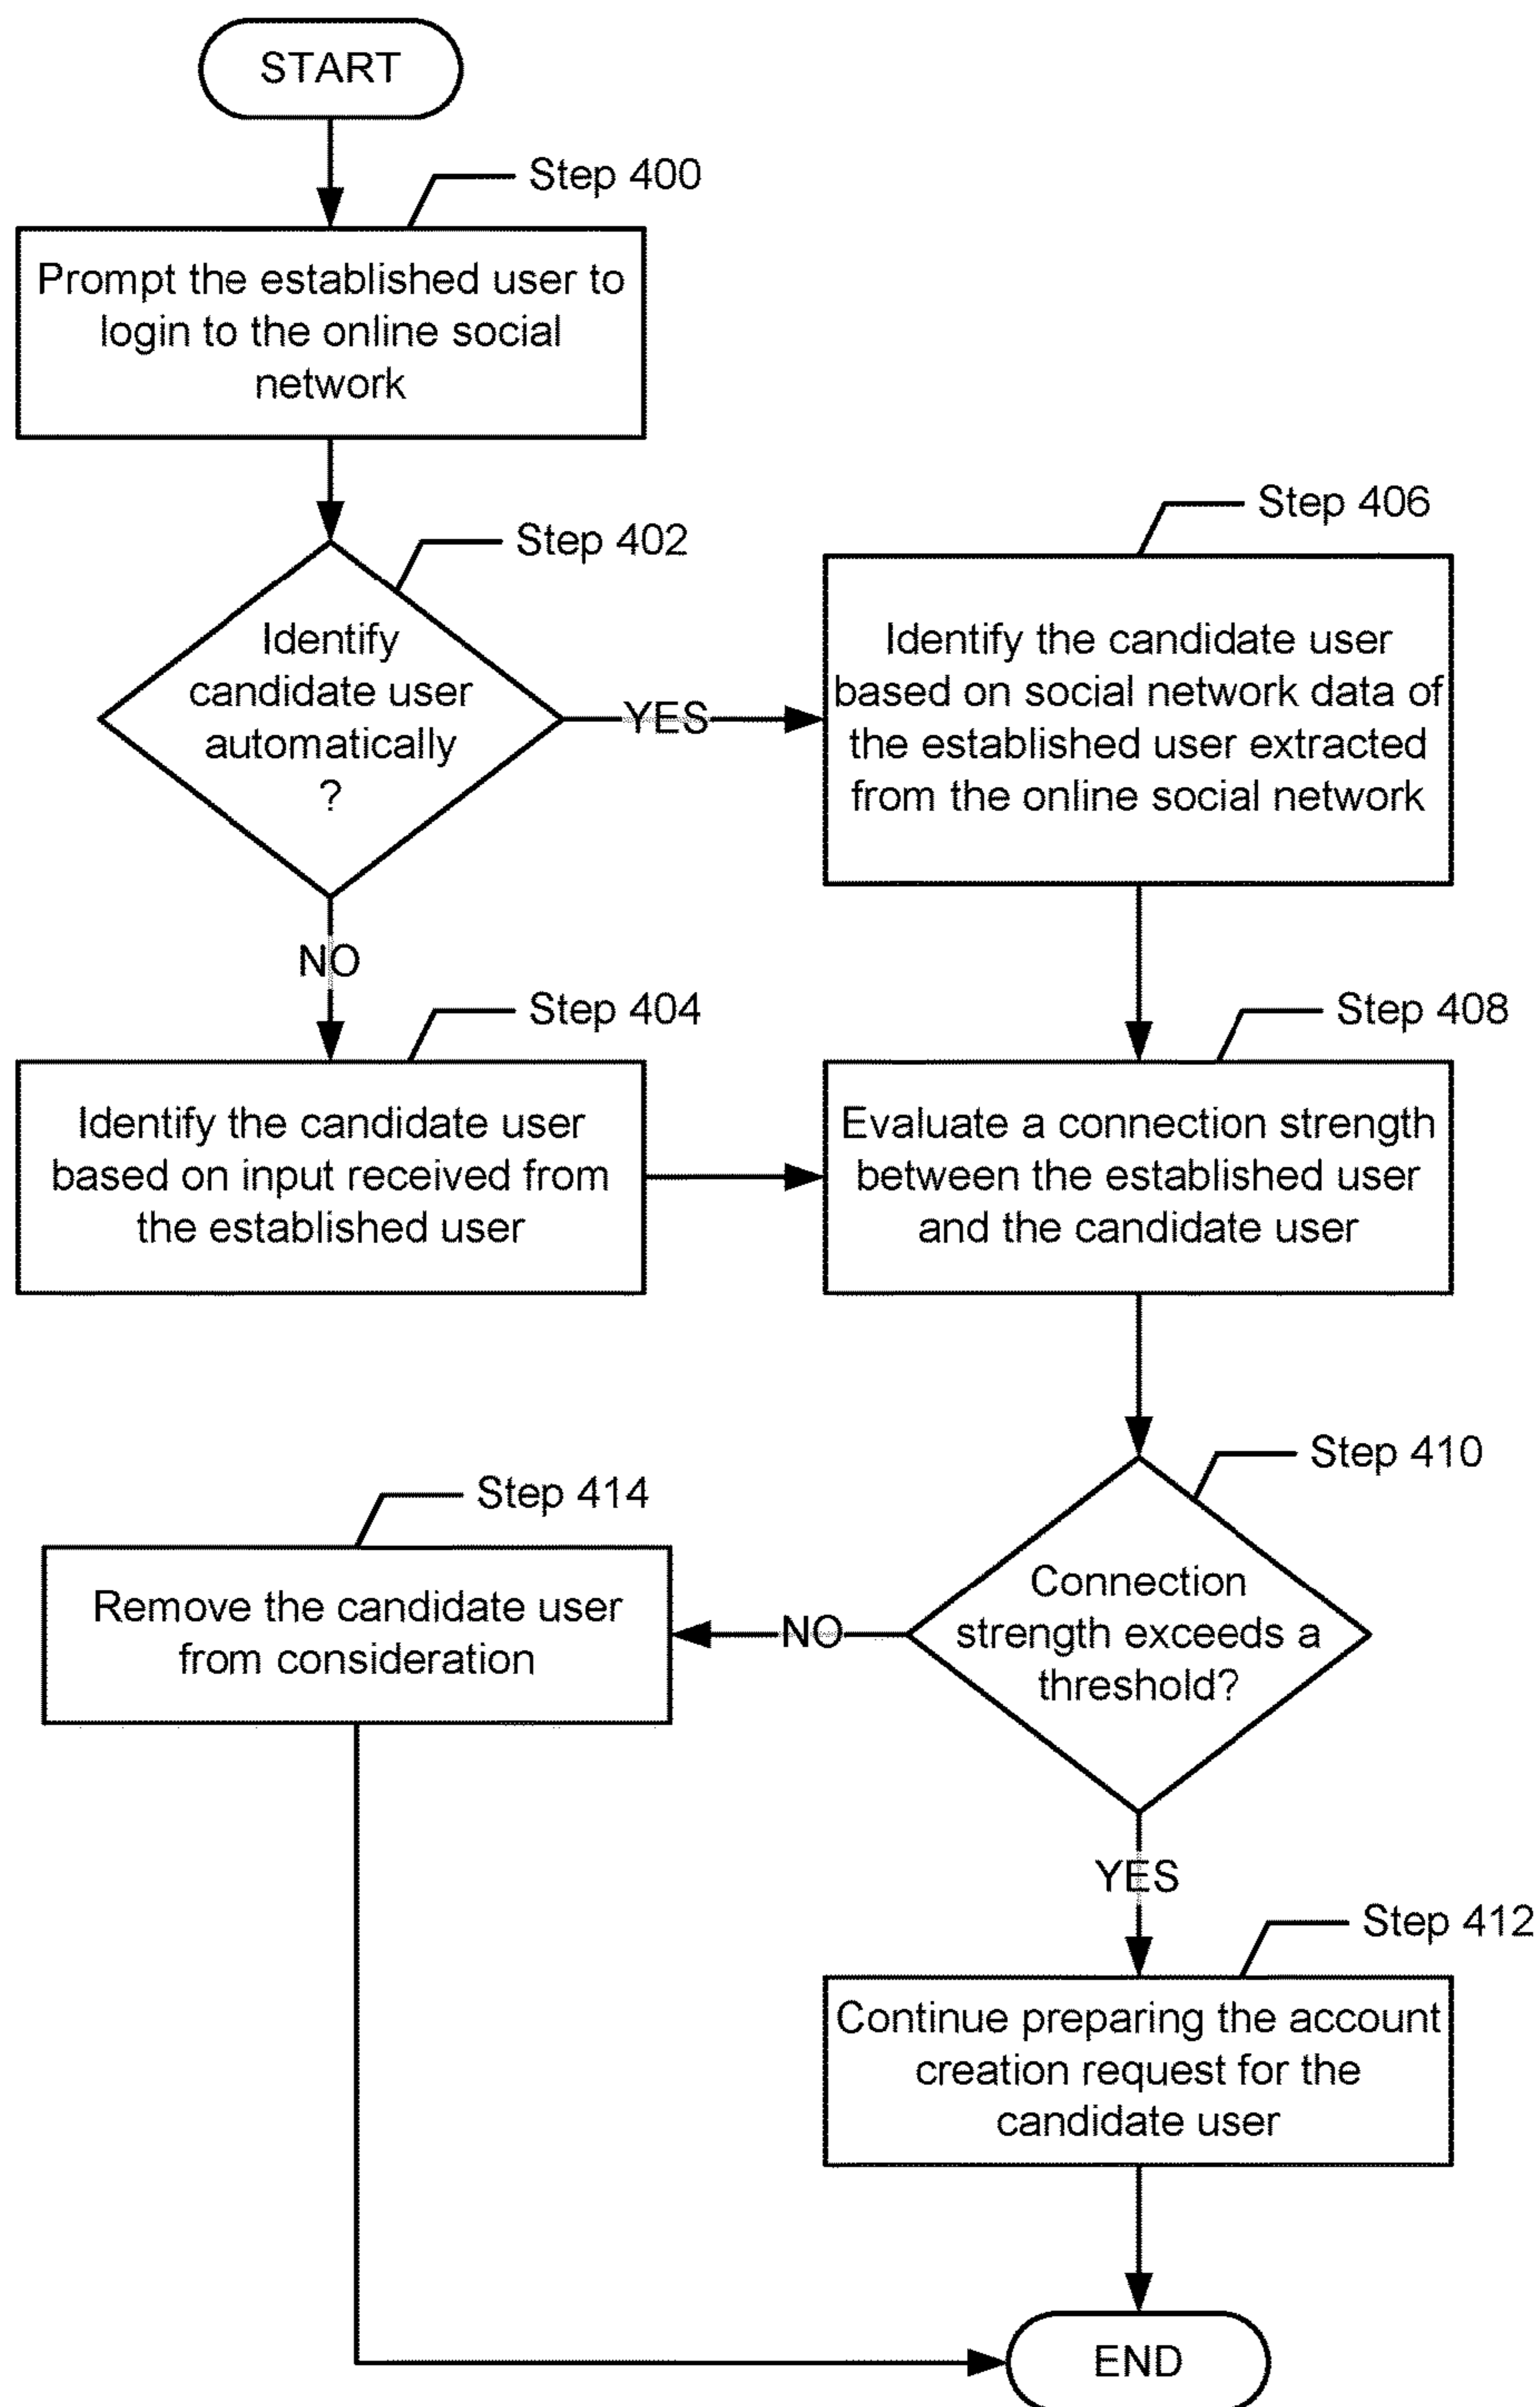 START
Step 400
Prompt the established user to
login to the online social
network
Step 402
Identify
candidate user
automatically
?
YES
NO
Step 406
Identify the candidate user
based on social network data of
the established user extracted
from the online social network
Step 404
Identify the candidate user
based on input received from
the established user
Step 408
Evaluate a connection strength
between the established user
and the candidate user
Step 410
Connection
strength exceeds a
threshold?
NO
YES
Step 414
Remove the candidate user
from consideration
Step 412
Continue preparing the account
creation request for the
candidate user
END